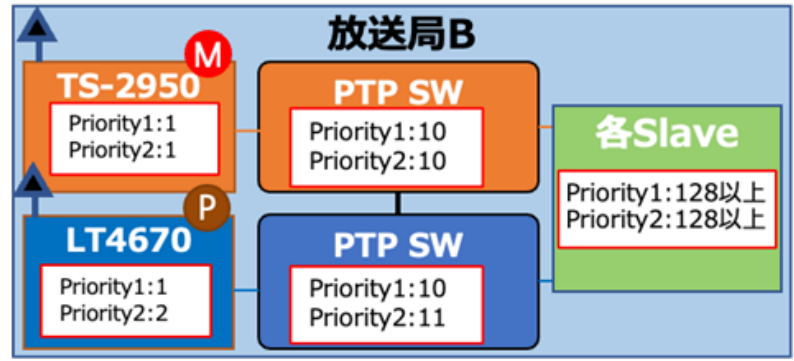 放送局B
M
TS-2950
Priority1:1
Priority2:1
PTP SW
Priority1:10
Priority2:10
各Slave
Priority1:128以上
Priority2:128以上
P
LT4670
Priority1:1
Priority2:2
PTP SW
Priority1:10
Priority2:11